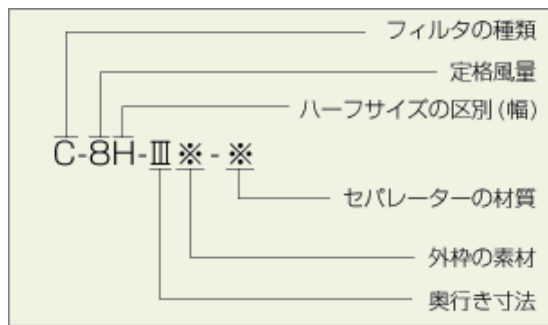 フィルタの種類
定格風量
ハーフサイズの区別(幅)
C-8H-Ⅲ※-※
セパレーターの材質
外枠の素材
奥行き寸法